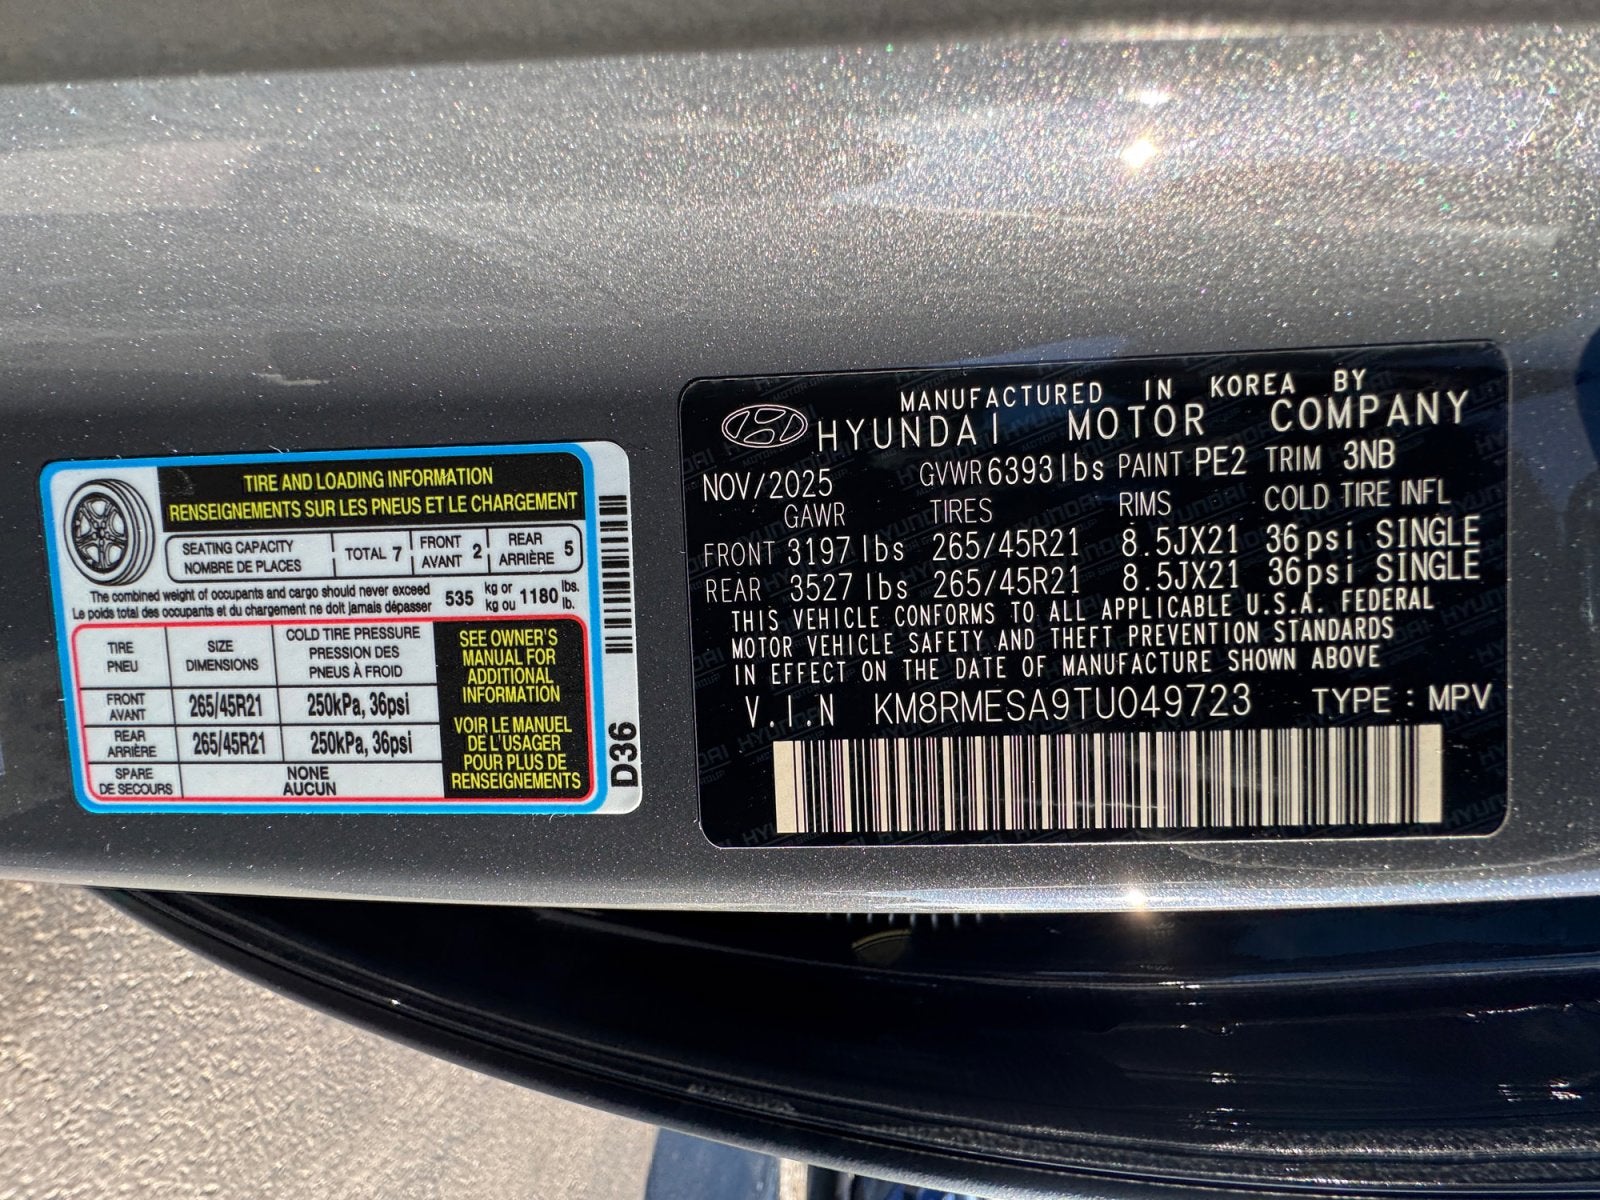 TIRE AND LOADING INFORMATION
RENSEIGNEMENTS SUR LES PNEUS ET LE CHARGEMENT
SEATING CAPACITY
NOMBRE DE PLACES
TOTAL 7
FRONT
AVANT
2
REAR
ARRIÈRE
5
The combined weight of occupants and cargo should never exceed
Le poids total des occupants et du chargement ne doit jamais dépasser
535
kg or
kg ou
1180
lbs.
lb.
TIRE
PNEU
SIZE
DIMENSIONS
COLD TIRE PRESSURE
PRESSION DES
PNEUS À FROID
FRONT
AVANT
265/45R21
250kPa, 36psi
REAR
ARRIÈRE
265/45R21
250kPa, 36psi
SPARE
DE SECOURS
NONE
AUCUN
SEE OWNER'S
MANUAL FOR
ADDITIONAL
INFORMATION
VOIR LE MANUEL
DE L'USAGER
POUR PLUS DE
RENSEIGNEMENTS
D36
MANUFACTURED IN KOREA BY
HYUNDAI MOTOR COMPANY
NOV/2025 GVWR 6393lbs PAINT PE2 TRIM 3NB
GAWR TIRES RIMS COLD TIRE INFL
FRONT 3197lbs 265/45R21 8.5JX21 36psi SINGLE
REAR 3527lbs 265/45R21 8.5JX21 36psi SINGLE
THIS VEHICLE CONFORMS TO ALL APPLICABLE U.S.A. FEDERAL
MOTOR VEHICLE SAFETY AND THEFT PREVENTION STANDARDS
IN EFFECT ON THE DATE OF MANUFACTURE SHOWN ABOVE
V.I.N KM8RMESA9TU049723 TYPE : MPV